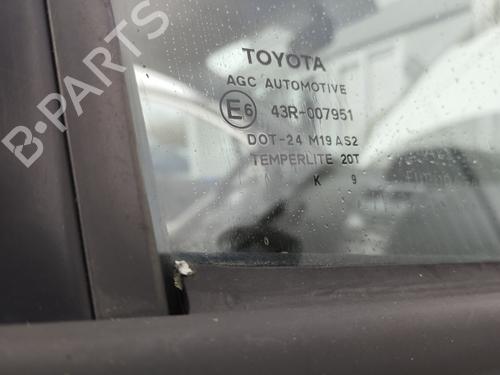 B-PARTS
TOYOTA
AGC AUTOMOTIVE
E6 43R-007951
DOT-24 M19 AS2
TEMPERLITE 20T
K 9